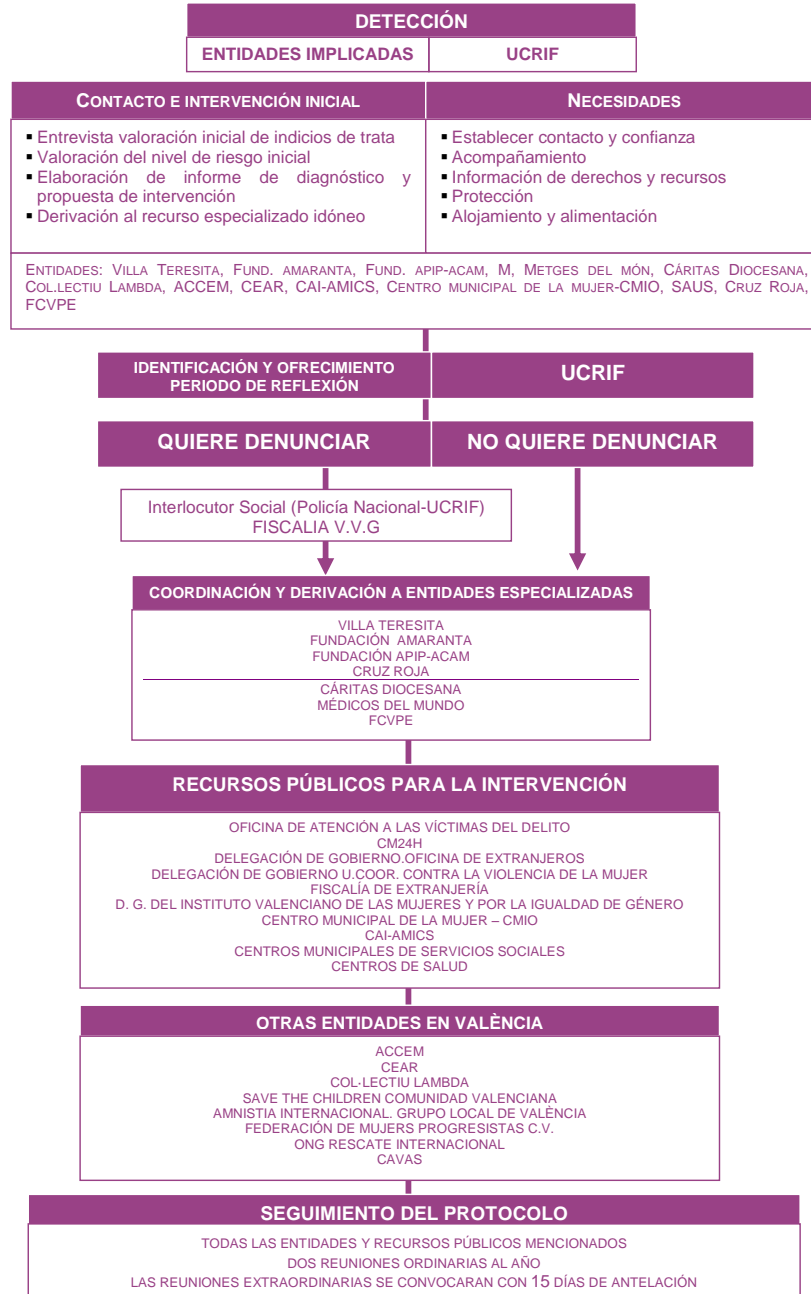 DETECCIÓN
ENTIDADES IMPLICADAS
UCRIF
CONTACTO E INTERVENCIÓN INICIAL
▪ Entrevista valoración inicial de indicios de trata
▪ Valoración del nivel de riesgo inicial
▪ Elaboración de informe de diagnóstico y
propuesta de intervención
▪ Derivación al recurso especializado idóneo
NECESIDADES
▪ Establecer contacto y confianza
▪ Acompañamiento
▪ Información de derechos y recursos
▪ Protección
▪ Alojamiento y alimentación
ENTIDADES: VILLA TERESITA, FUND. AMARANTA, FUND. APIP-ACAM, M, METGES DEL MÓN, CÁRITAS DIOCESANA,
COL.LECTIU LAMBDA, ACCEM, CEAR, CAI-AMICS, CENTRO MUNICIPAL DE LA MUJER-CMIO, SAUS, CRUZ ROJA,
FCVPE
IDENTIFICACIÓN Y OFRECIMIENTO
PERIODO DE REFLEXIÓN
UCRIF
QUIERE DENUNCIAR
NO QUIERE DENUNCIAR
Interlocutor Social (Policía Nacional-UCRIF)
FISCALIA V.V.G
COORDINACIÓN Y DERIVACIÓN A ENTIDADES ESPECIALIZADAS
VILLA TERESITA
FUNDACIÓN AMARANTA
FUNDACIÓN APIP-ACAM
CRUZ ROJA
CÁRITAS DIOCESANA
MÉDICOS DEL MUNDO
FCVPE
RECURSOS PÚBLICOS PARA LA INTERVENCIÓN
OFICINA DE ATENCIÓN A LAS VÍCTIMAS DEL DELITO
CM24H
DELEGACIÓN DE GOBIERNO.OFICINA DE EXTRANJEROS
DELEGACIÓN DE GOBIERNO U.COOR. CONTRA LA VIOLENCIA DE LA MUJER
FISCALÍA DE EXTRANJERÍA
D. G. DEL INSTITUTO VALENCIANO DE LAS MUJERES Y POR LA IGUALDAD DE GÉNERO
CENTRO MUNICIPAL DE LA MUJER – CMIO
CAI-AMICS
CENTROS MUNICIPALES DE SERVICIOS SOCIALES
CENTROS DE SALUD
OTRAS ENTIDADES EN VALÈNCIA
ACCEM
CEAR
COL·LECTIU LAMBDA
SAVE THE CHILDREN COMUNIDAD VALENCIANA
AMNISTIA INTERNACIONAL. GRUPO LOCAL DE VALÈNCIA
FEDERACIÓN DE MUJERS PROGRESISTAS C.V.
ONG RESCATE INTERNACIONAL
CAVAS
SEGUIMIENTO DEL PROTOCOLO
TODAS LAS ENTIDADES Y RECURSOS PÚBLICOS MENCIONADOS
DOS REUNIONES ORDINARIAS AL AÑO
LAS REUNIONES EXTRAORDINARIAS SE CONVOCARAN CON 15 DÍAS DE ANTELACIÓN